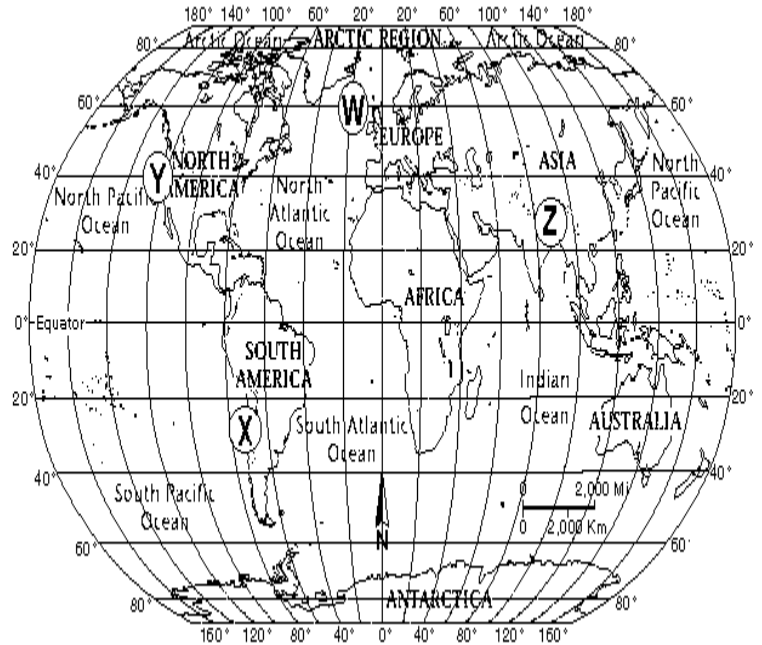 180° 140° 100° 60° 20° 20° 60° 100° 140° 180°
80° Arctic Ocean ARCTIC REGION Arctic Ocean 80°
60° W 60°
EUROPE
Y NORTH AMERICA ASIA North Pacific Ocean
40° 40°
North Pacific Ocean
North Atlantic Ocean
Z
20° 20°
AFRICA
0° Equator 0°
SOUTH AMERICA
Indian Ocean
20° 20°
X South Atlantic Ocean AUSTRALIA
40° 40°
South Pacific Ocean
0 2,000 Mi
0 2,000 Km
N
60° 60°
80° ANTARCTICA 80°
160° 120° 80° 40° 0° 40° 80° 120° 160°